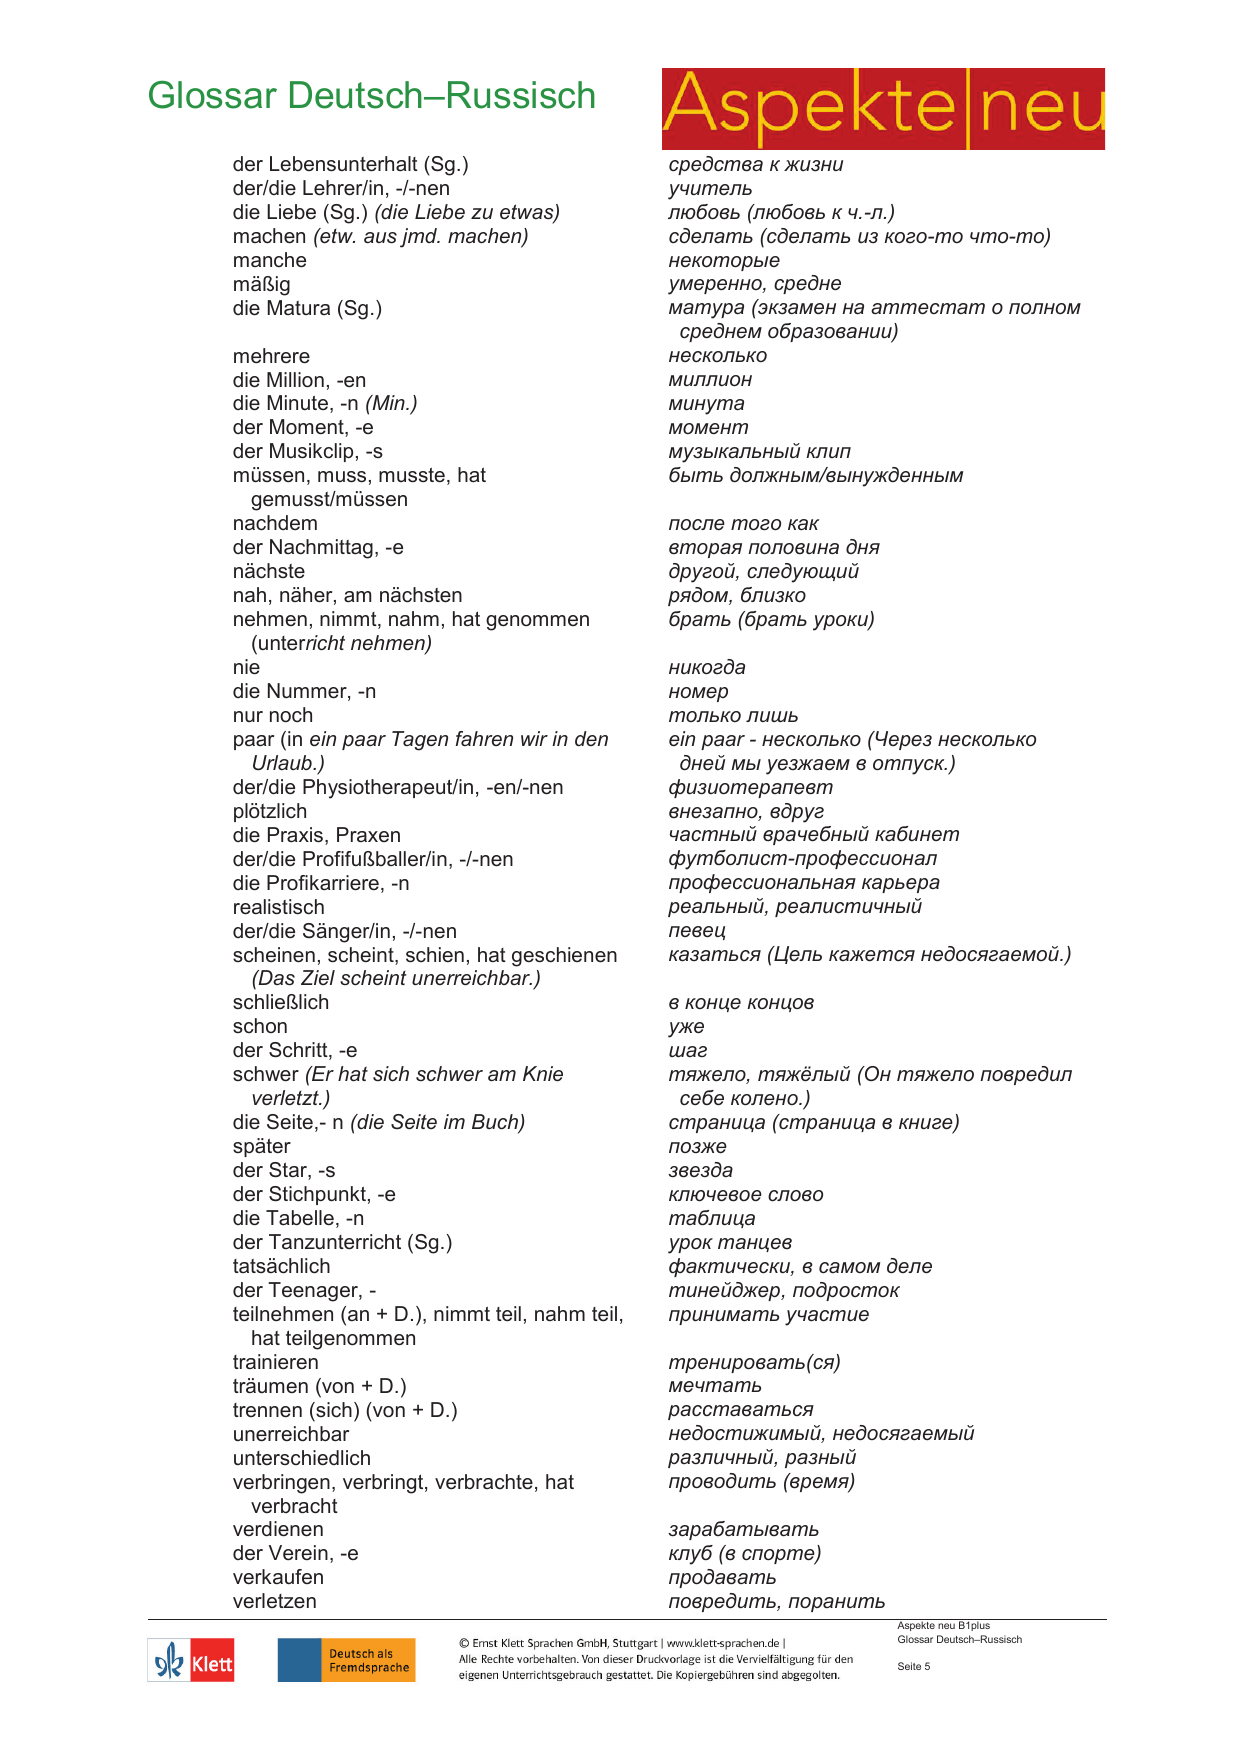 Glossar Deutsch–Russisch
Aspekte|neu
der Lebensunterhalt (Sg.) средства к жизни
der/die Lehrer/in, -/-nen учитель
die Liebe (Sg.) (die Liebe zu etwas) любовь (любовь к ч.-л.)
machen (etw. aus jmd. machen) сделать (сделать из кого-то что-то)
manche некоторые
mäßig умеренно, средне
die Matura (Sg.) матура (экзамен на аттестат о полном
среднем образовании)
mehrere несколько
die Million, -en миллион
die Minute, -n (Min.) минута
der Moment, -e момент
der Musikclip, -s музыкальный клип
müssen, muss, musste, hat быть должным/вынужденным
gemusst/müssen
nachdem после того как
der Nachmittag, -e вторая половина дня
nächste другой, следующий
nah, näher, am nächsten рядом, близко
nehmen, nimmt, nahm, hat genommen брать (брать уроки)
(unterricht nehmen)
nie никогда
die Nummer, -n номер
nur noch только лишь
paar (in ein paar Tagen fahren wir in den ein paar - несколько (Через несколько
Urlaub.) дней мы уезжаем в отпуск.)
der/die Physiotherapeut/in, -en/-nen физиотерапевт
plötzlich внезапно, вдруг
die Praxis, Praxen частный врачебный кабинет
der/die Profifußballer/in, -/-nen футболист-профессионал
die Profikarriere, -n профессиональная карьера
realistisch реальный, реалистичный
der/die Sänger/in, -/-nen певец
scheinen, scheint, schien, hat geschienen казаться (Цель кажется недосягаемой.)
(Das Ziel scheint unerreichbar.)
schließlich в конце концов
schon уже
der Schritt, -e шаг
schwer (Er hat sich schwer am Knie тяжело, тяжёлый (Он тяжело повредил
verletzt.) себе колено.)
die Seite,- n (die Seite im Buch) страница (страница в книге)
später позже
der Star, -s звезда
der Stichpunkt, -e ключевое слово
die Tabelle, -n таблица
der Tanzunterricht (Sg.) урок танцев
tatsächlich фактически, в самом деле
der Teenager, - тинейджер, подросток
teilnehmen (an + D.), nimmt teil, nahm teil, принимать участие
hat teilgenommen
trainieren тренировать(ся)
träumen (von + D.) мечтать
trennen (sich) (von + D.) расставаться
unerreichbar недостижимый, недосягаемый
unterschiedlich различный, разный
verbringen, verbringt, verbrachte, hat проводить (время)
verbracht
verdienen зарабатывать
der Verein, -e клуб (в спорте)
verkaufen продавать
verletzen повредить, поранить
Klett
Deutsch als
Fremdsprache
© Ernst Klett Sprachen GmbH, Stuttgart | www.klett-sprachen.de |
Alle Rechte vorbehalten. Von dieser Druckvorlage ist die Vervielfältigung für den
eigenen Unterrichtsgebrauch gestattet. Die Kopiergebühren sind abgegolten.
Aspekte neu B1plus
Glossar Deutsch–Russisch
Seite 5